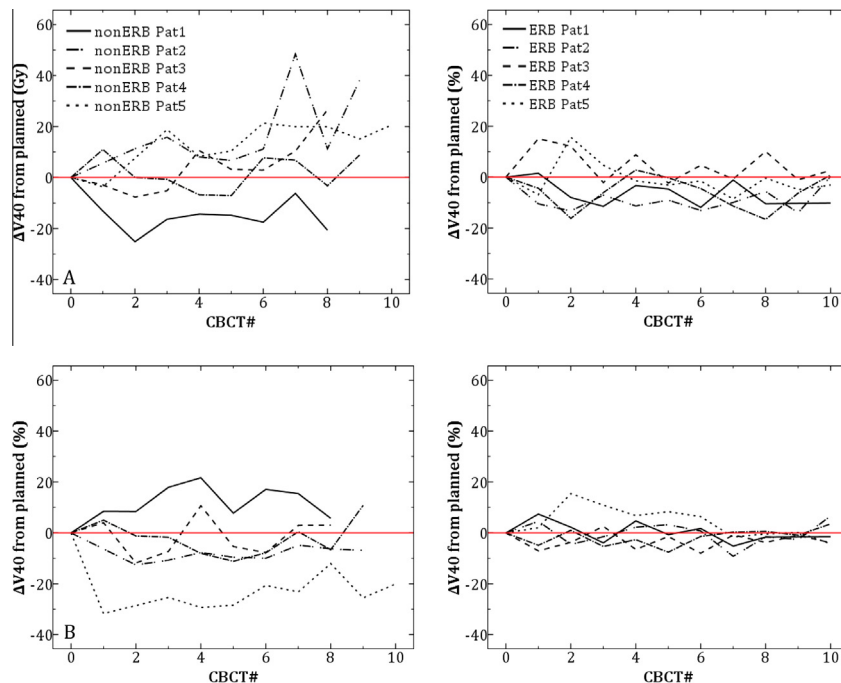 ΔV40 from planned (Gy)
60
40
20
0
-20
-40
nonERB Pat1
nonERB Pat2
nonERB Pat3
nonERB Pat4
nonERB Pat5
A
0 2 4 6 8 10
CBCT#
ΔV40 from planned (%)
60
40
20
0
-20
-40
ERB Pat1
ERB Pat2
ERB Pat3
ERB Pat4
ERB Pat5
0 2 4 6 8 10
CBCT#
ΔV40 from planned (%)
60
40
20
0
-20
-40
B
0 2 4 6 8 10
CBCT#
ΔV40 from planned (%)
60
40
20
0
-20
-40
0 2 4 6 8 10
CBCT#